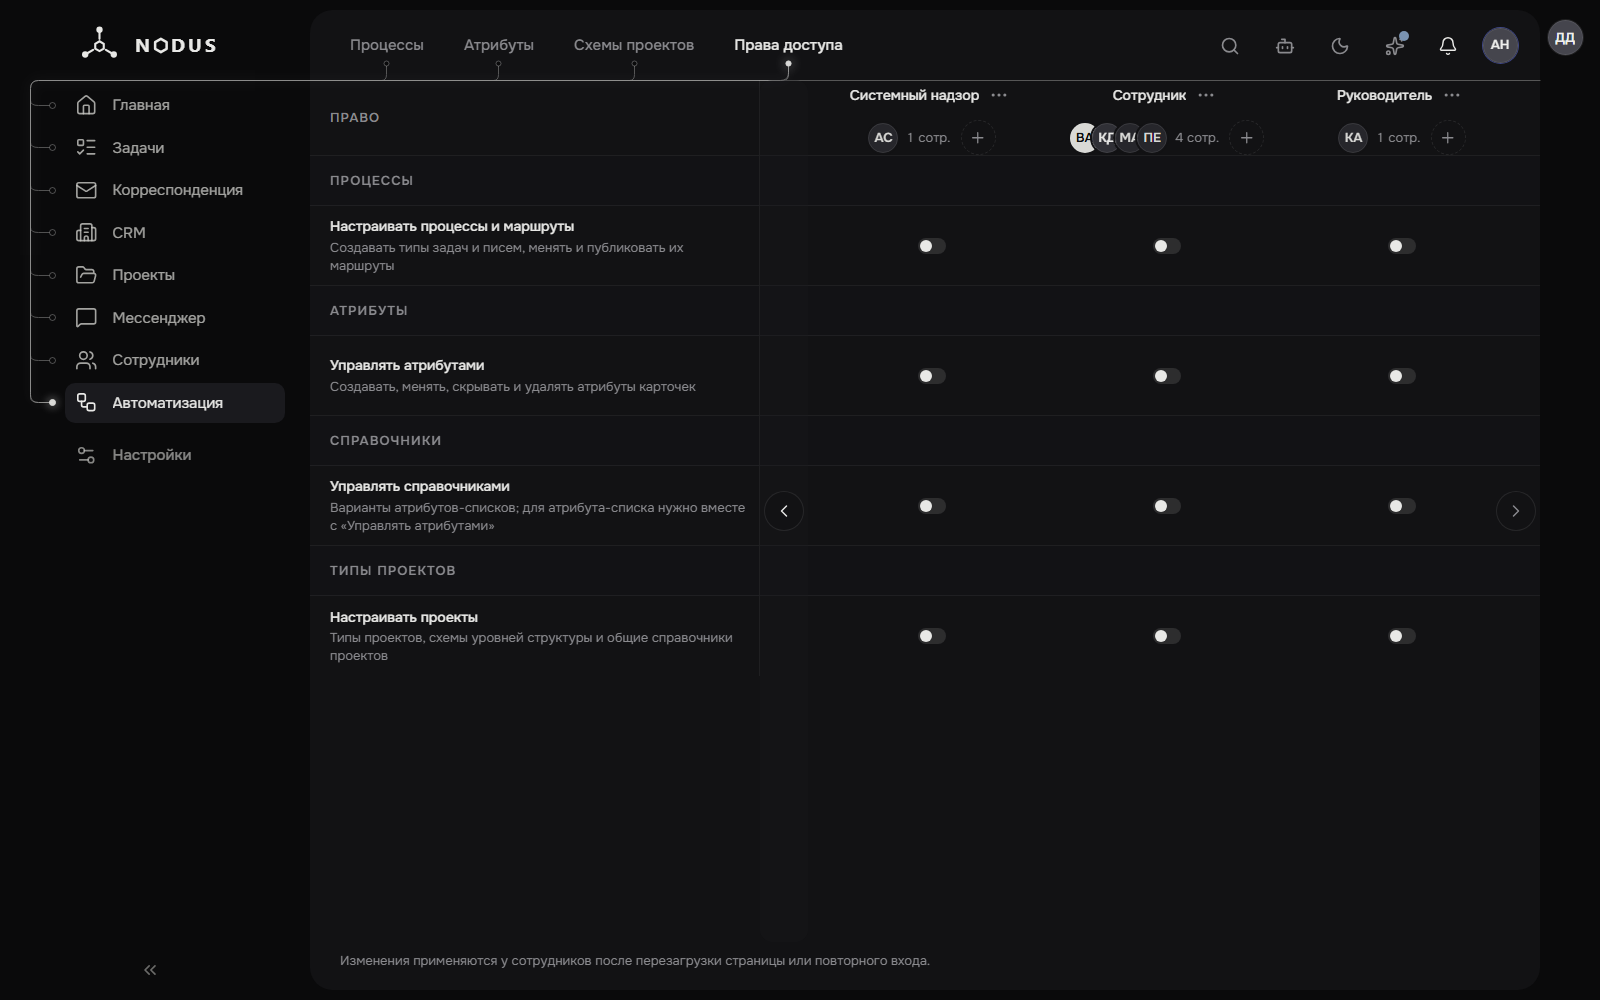 NODUS
Процессы
Атрибуты
Схемы проектов
Права доступа
АН
ДД
Главная
Задачи
Корреспонденция
CRM
Проекты
Мессенджер
Сотрудники
Автоматизация
Настройки
ПРАВО
Системный надзор
Сотрудник
Руководитель
АС 1 сотр.
ВА КД МА ПЕ 4 сотр.
КА 1 сотр.
ПРОЦЕССЫ
Настраивать процессы и маршруты
Создавать типы задач и писем, менять и публиковать их
маршруты
АТРИБУТЫ
Управлять атрибутами
Создавать, менять, скрывать и удалять атрибуты карточек
СПРАВОЧНИКИ
Управлять справочниками
Варианты атрибутов-списков; для атрибута-списка нужно вместе
с «Управлять атрибутами»
ТИПЫ ПРОЕКТОВ
Настраивать проекты
Типы проектов, схемы уровней структуры и общие справочники
проектов
Изменения применяются у сотрудников после перезагрузки страницы или повторного входа.